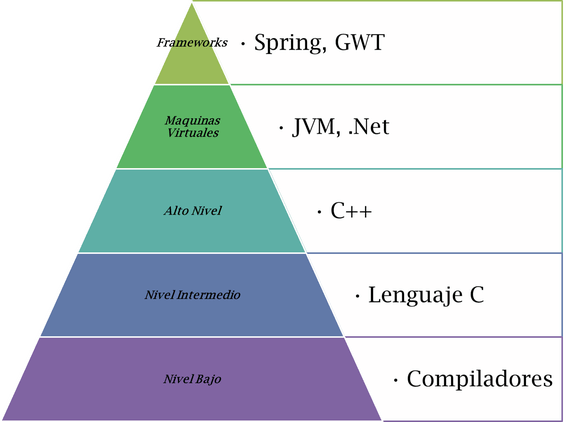 Frameworks
· Spring, GWT
Maquinas
Virtuales
· JVM, .Net
Alto Nivel
· C++
Nivel Intermedio
· Lenguaje C
Nivel Bajo
· Compiladores